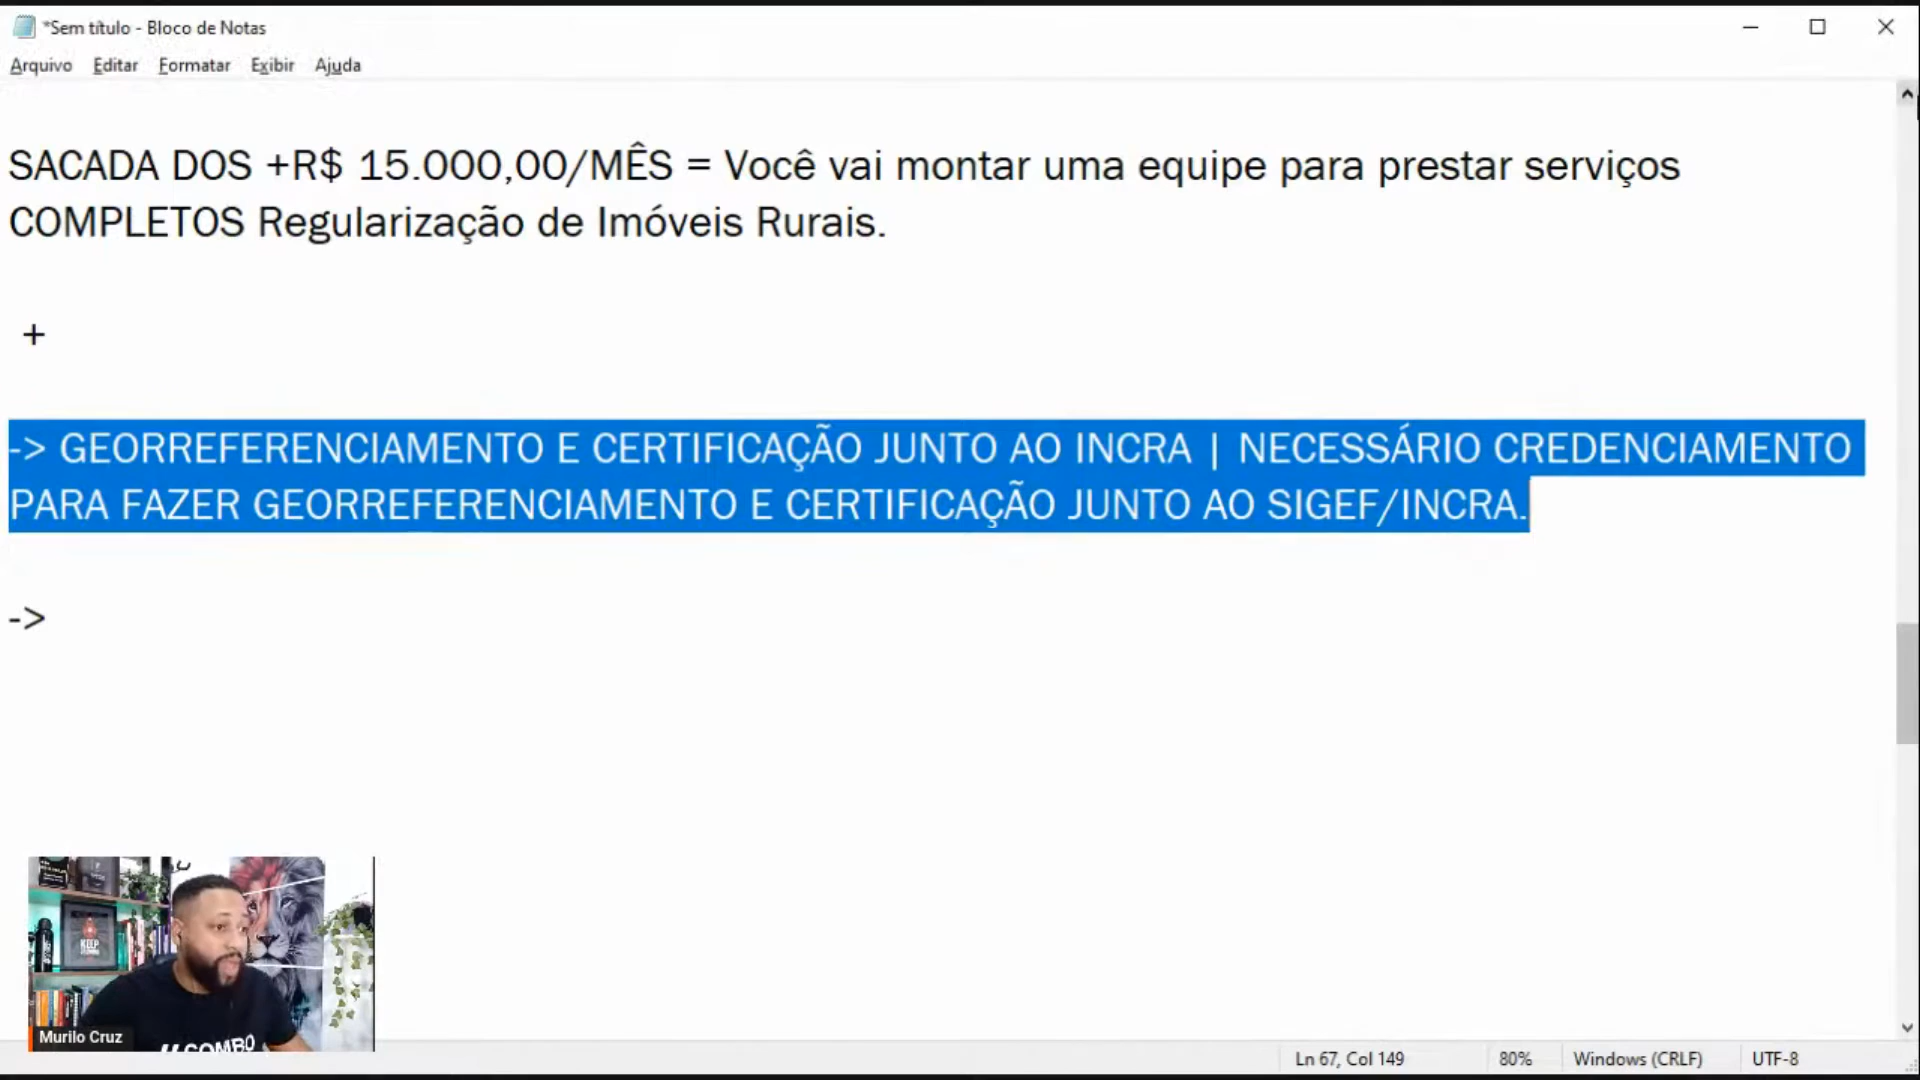 *Sem título - Bloco de Notas
Arquivo Editar Formatar Exibir Ajuda
SACADA DOS +R$ 15.000,00/MÊS = Você vai montar uma equipe para prestar serviços
COMPLETOS Regularização de Imóveis Rurais.
+
-> GEORREFERENCIAMENTO E CERTIFICAÇÃO JUNTO AO INCRA | NECESSÁRIO CREDENCIAMENTO
PARA FAZER GEORREFERENCIAMENTO E CERTIFICAÇÃO JUNTO AO SIGEF/INCRA.
->
KEEP
Murilo Cruz
COMBO
Ln 67, Col 149 80% Windows (CRLF) UTF-8